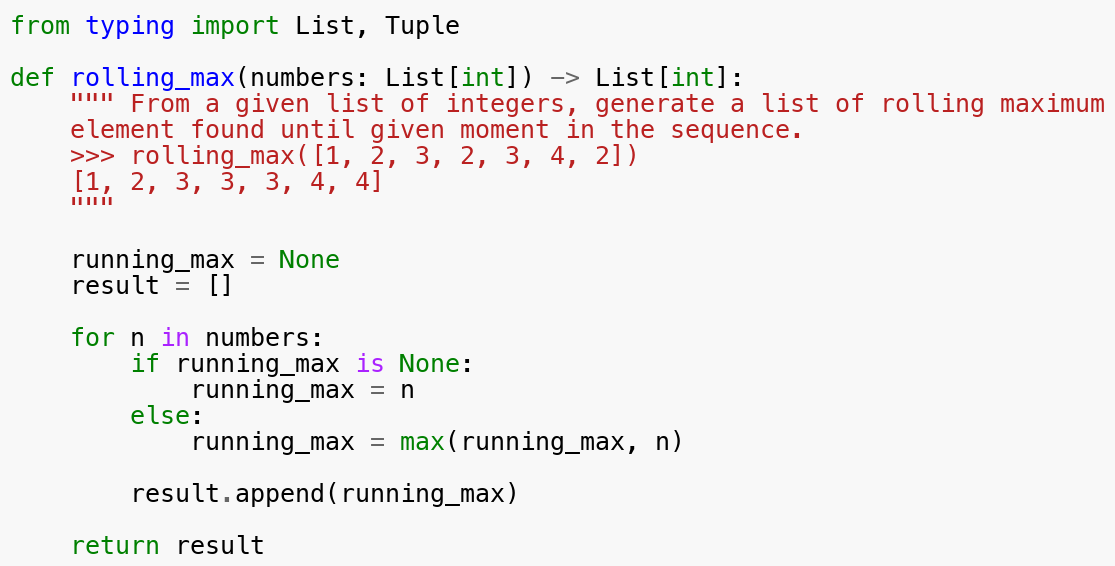 from typing import List, Tuple

def rolling_max(numbers: List[int]) -> List[int]:
    """ From a given list of integers, generate a list of rolling maximum
    element found until given moment in the sequence.
    >>> rolling_max([1, 2, 3, 2, 3, 4, 2])
    [1, 2, 3, 3, 3, 4, 4]
    """

    running_max = None
    result = []

    for n in numbers:
        if running_max is None:
            running_max = n
        else:
            running_max = max(running_max, n)

        result.append(running_max)

    return result